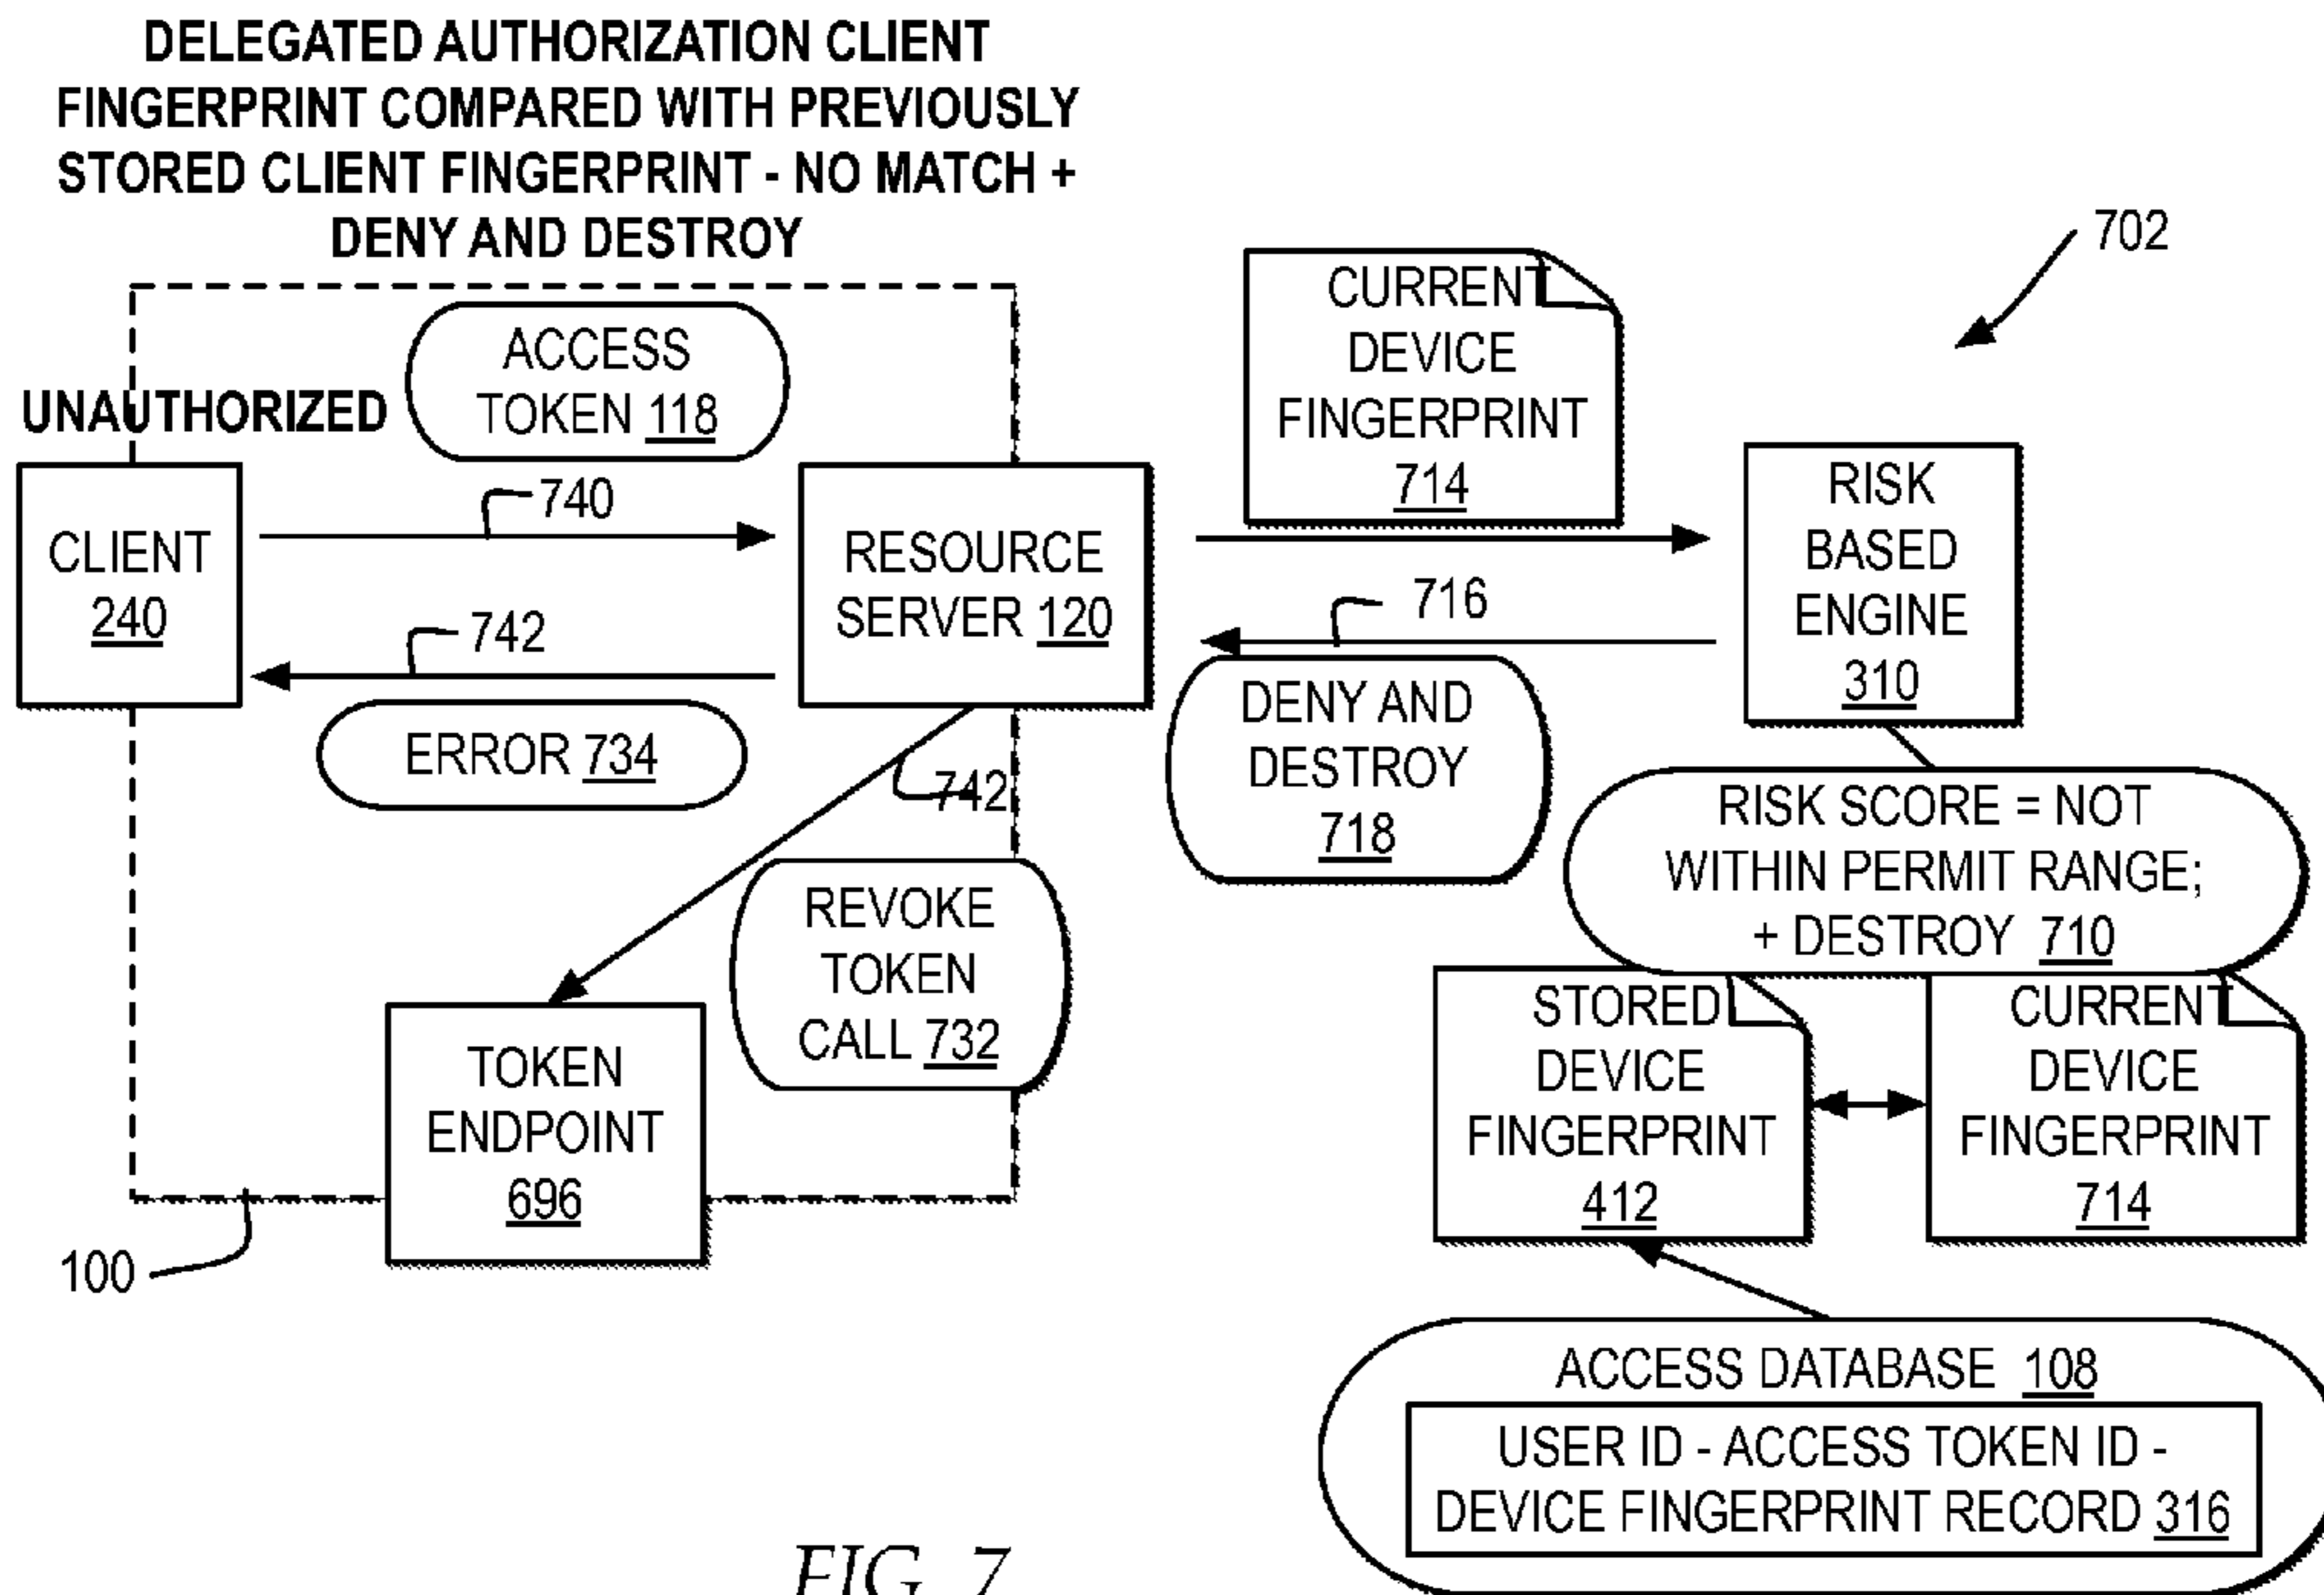 DELEGATED AUTHORIZATION CLIENT
FINGERPRINT COMPARED WITH PREVIOUSLY
STORED CLIENT FINGERPRINT - NO MATCH +
DENY AND DESTROY
702
UNAUTHORIZED
ACCESS
TOKEN 118
CURRENT
DEVICE
FINGERPRINT
714
740
CLIENT
240
RESOURCE
SERVER 120
RISK
BASED
ENGINE
310
742
716
ERROR 734
DENY AND
DESTROY
718
742
REVOKE
TOKEN
CALL 732
RISK SCORE = NOT
WITHIN PERMIT RANGE;
+ DESTROY 710
TOKEN
ENDPOINT
696
STORED
DEVICE
FINGERPRINT
412
CURRENT
DEVICE
FINGERPRINT
714
100
ACCESS DATABASE 108
USER ID - ACCESS TOKEN ID -
DEVICE FINGERPRINT RECORD 316
FIG. 7